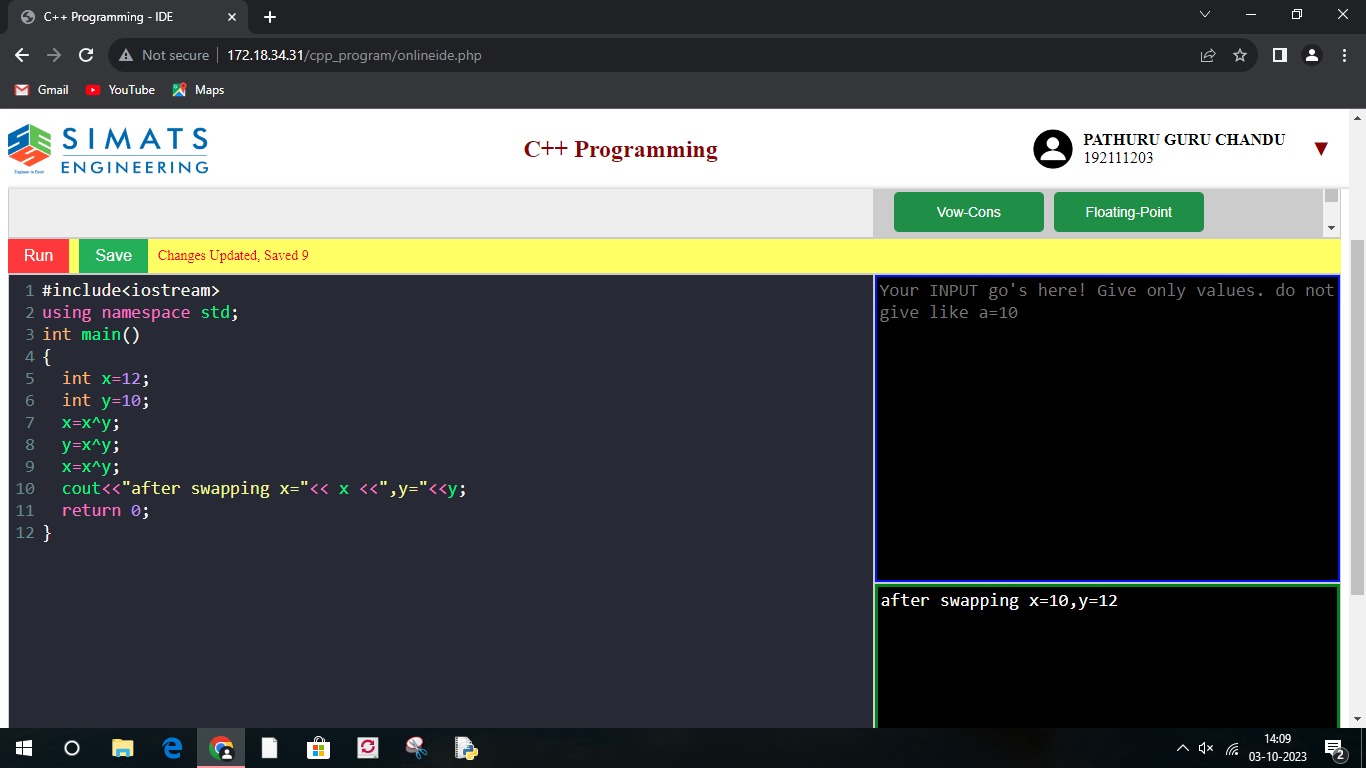 C++ Programming - IDE
Not secure 172.18.34.31/cpp_program/onlineide.php
Gmail YouTube Maps
SIMATS
ENGINEERING
C++ Programming
PATHURU GURU CHANDU
192111203
Vow-Cons Floating-Point
Run Save Changes Updated, Saved 9
1 #include<iostream>
2 using namespace std;
3 int main()
4 {
5 int x=12;
6 int y=10;
7 x=x^y;
8 y=x^y;
9 x=x^y;
10 cout<<"after swapping x="<< x <<",y="<<y;
11 return 0;
12 }
Your INPUT go's here! Give only values. do not
give like a=10
after swapping x=10,y=12
14:09
03-10-2023
2